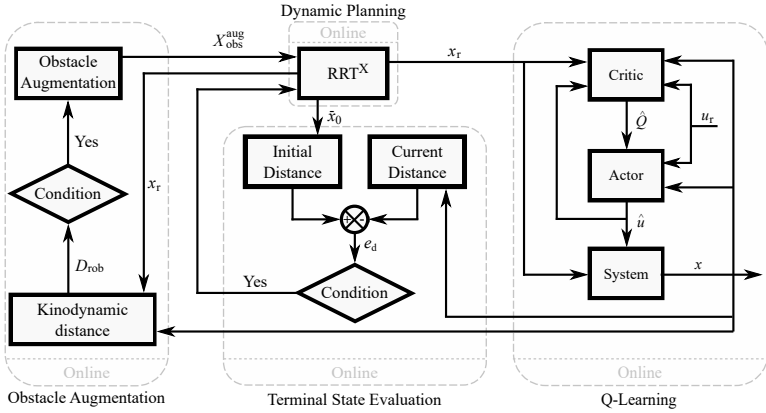 Dynamic Planning
Online
X_obs^aug
RRT^X
x_r
Obstacle
Augmentation
Yes
Condition
x_r
D_rob
Kinodynamic
distance
Online
Obstacle Augmentation
x̄_0
Initial
Distance
Current
Distance
+
-
e_d
Yes
Condition
Online
Terminal State Evaluation
Critic
Q̂
u_r
Actor
û
System
x
Online
Q-Learning